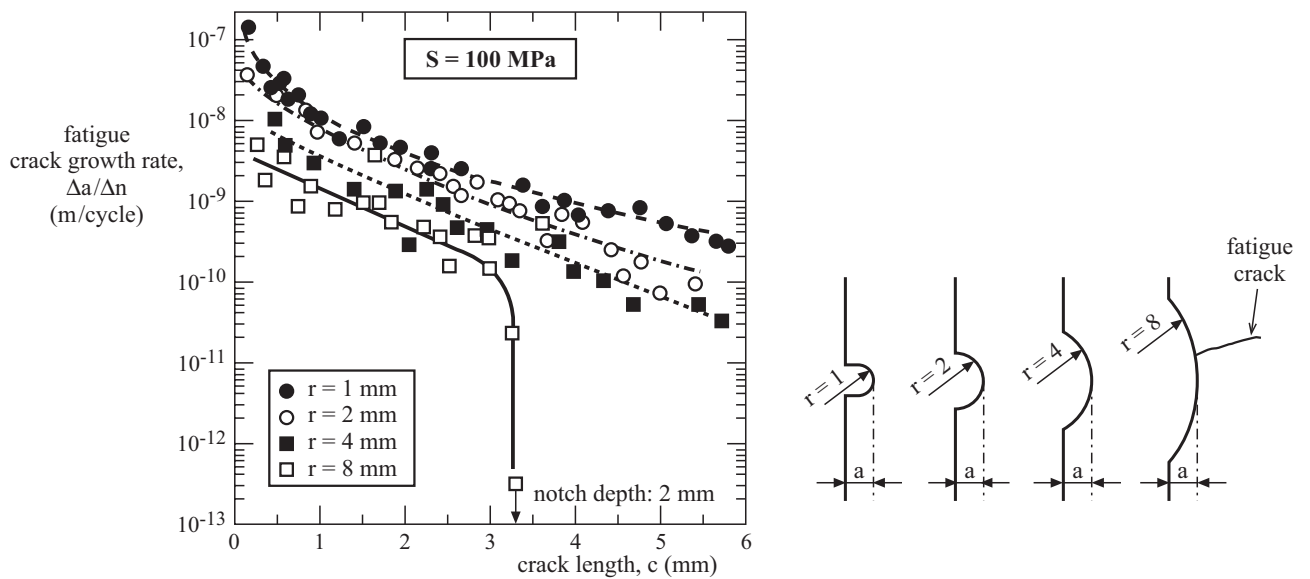 S = 100 MPa
fatigue
crack growth rate,
Δa/Δn
(m/cycle)
10⁻⁷
10⁻⁸
10⁻⁹
10⁻¹⁰
10⁻¹¹
10⁻¹²
10⁻¹³
r = 1 mm
r = 2 mm
r = 4 mm
r = 8 mm
notch depth: 2 mm
0 1 2 3 4 5 6
crack length, c (mm)
fatigue
crack
r = 1
r = 2
r = 4
r = 8
a a a a